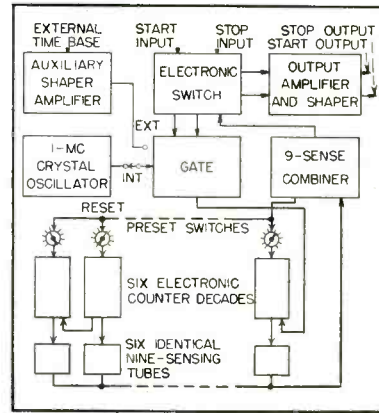 EXTERNAL
TIME BASE
START
INPUT
STOP
INPUT
STOP OUTPUT
START OUTPUT
AUXILIARY
SHAPER
AMPLIFIER
ELECTRONIC
SWITCH
OUTPUT
AMPLIFIER
AND SHAPER
EXT
1-MC
CRYSTAL
OSCILLATOR
INT
GATE
9-SENSE
COMBINER
RESET
PRESET SWITCHES
SIX ELECTRONIC
COUNTER DECADES
SIX IDENTICAL
NINE-SENSING
TUBES